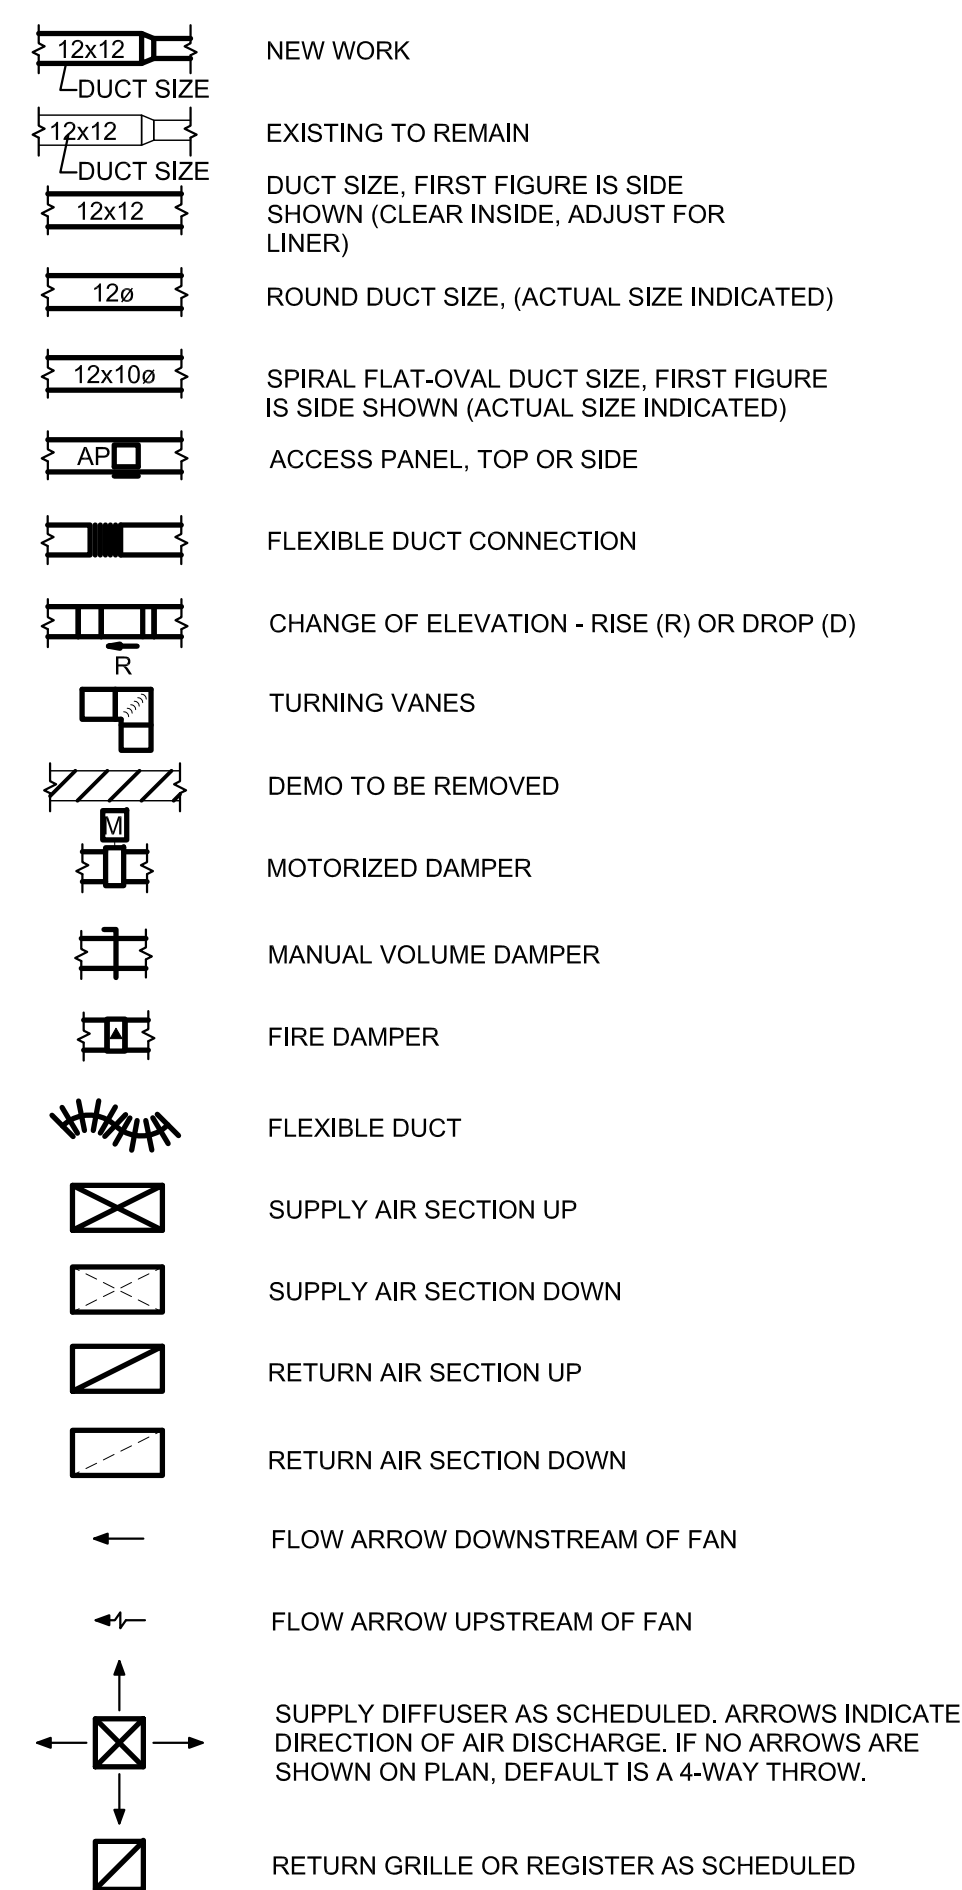 12x12
NEW WORK
DUCT SIZE
12x12
EXISTING TO REMAIN
DUCT SIZE
12x12
DUCT SIZE, FIRST FIGURE IS SIDE
SHOWN (CLEAR INSIDE, ADJUST FOR
LINER)
12ø
ROUND DUCT SIZE, (ACTUAL SIZE INDICATED)
12x10ø
SPIRAL FLAT-OVAL DUCT SIZE, FIRST FIGURE
IS SIDE SHOWN (ACTUAL SIZE INDICATED)
AP
ACCESS PANEL, TOP OR SIDE
FLEXIBLE DUCT CONNECTION
CHANGE OF ELEVATION - RISE (R) OR DROP (D)
R
TURNING VANES
DEMO TO BE REMOVED
M
MOTORIZED DAMPER
MANUAL VOLUME DAMPER
FIRE DAMPER
FLEXIBLE DUCT
SUPPLY AIR SECTION UP
SUPPLY AIR SECTION DOWN
RETURN AIR SECTION UP
RETURN AIR SECTION DOWN
FLOW ARROW DOWNSTREAM OF FAN
FLOW ARROW UPSTREAM OF FAN
SUPPLY DIFFUSER AS SCHEDULED. ARROWS INDICATE
DIRECTION OF AIR DISCHARGE. IF NO ARROWS ARE
SHOWN ON PLAN, DEFAULT IS A 4-WAY THROW.
RETURN GRILLE OR REGISTER AS SCHEDULED